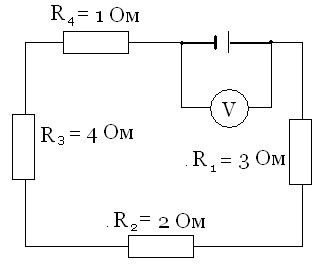 R₄= 1 Ом
V
R₃ = 4 Ом
.R₁ = 3 Ом
.R₂= 2 Ом